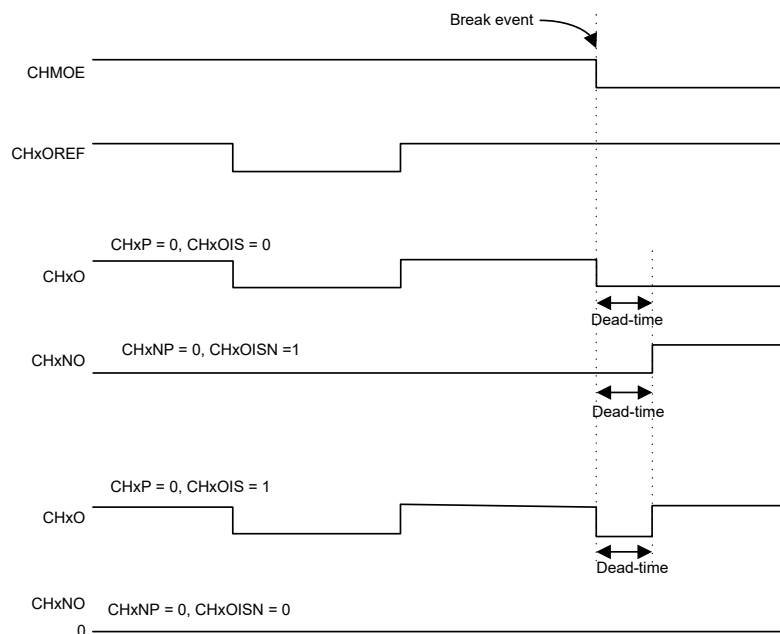 Break event
CHMOE
CHxOREF
CHxP = 0, CHxOIS = 0
CHxO
Dead-time
CHxNP = 0, CHxOISN =1
CHxNO
Dead-time
CHxP = 0, CHxOIS = 1
CHxO
Dead-time
CHxNO
CHxNP = 0, CHxOISN = 0
0